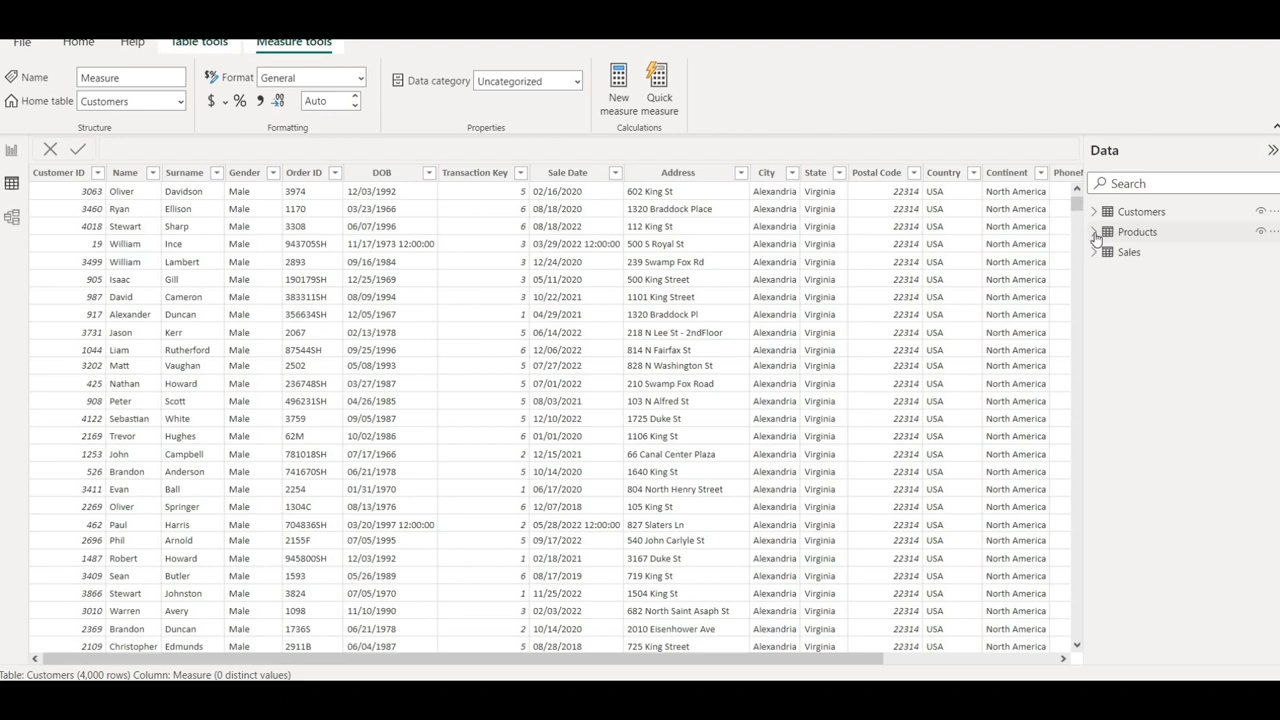 File Home Help Table tools Measure tools
Name Measure Format General Data category Uncategorized New measure Quick measure
Home table Customers $ % , Auto
Structure Formatting Properties Calculations
Data
Search
Customers
Products
Sales
Customer ID Name Surname Gender Order ID DOB Transaction Key Sale Date Address City State Postal Code Country Continent
3063 Oliver Davidson Male 3974 12/03/1992 5 02/16/2020 602 King St Alexandria Virginia 22314 USA North America
3460 Ryan Ellison Male 1170 03/23/1966 6 08/18/2020 1320 Braddock Place Alexandria Virginia 22314 USA North America
4018 Stewart Sharp Male 3308 06/07/1996 6 08/18/2022 112 King St Alexandria Virginia 22314 USA North America
19 William Ince Male 943705SH 11/17/1973 12:00:00 3 03/29/2022 12:00:00 500 S Royal St Alexandria Virginia 22314 USA North America
3499 William Lambert Male 2893 09/16/1984 3 12/24/2020 239 Swamp Fox Rd Alexandria Virginia 22314 USA North America
905 Isaac Gill Male 190179SH 12/25/1969 3 05/11/2020 500 King Street Alexandria Virginia 22314 USA North America
987 David Cameron Male 383311SH 08/09/1994 3 10/22/2021 1101 King Street Alexandria Virginia 22314 USA North America
917 Alexander Duncan Male 356634SH 12/05/1967 1 04/29/2021 1320 Braddock Pl Alexandria Virginia 22314 USA North America
3731 Jason Kerr Male 2067 02/13/1978 5 06/14/2022 218 N Lee St - 2ndFloor Alexandria Virginia 22314 USA North America
1044 Liam Rutherford Male 87544SH 09/25/1996 6 12/06/2022 814 N Fairfax St Alexandria Virginia 22314 USA North America
3202 Matt Vaughan Male 2502 05/08/1993 5 07/27/2022 828 N Washington St Alexandria Virginia 22314 USA North America
425 Nathan Howard Male 236748SH 03/27/1987 5 07/01/2022 210 Swamp Fox Road Alexandria Virginia 22314 USA North America
908 Peter Scott Male 496231SH 04/26/1985 5 08/03/2021 103 N Alfred St Alexandria Virginia 22314 USA North America
4122 Sebastian White Male 3759 09/05/1987 5 12/10/2022 1725 Duke St Alexandria Virginia 22314 USA North America
2169 Trevor Hughes Male 62M 10/02/1986 6 01/01/2020 1106 King St Alexandria Virginia 22314 USA North America
1253 John Campbell Male 781018SH 07/17/1966 2 12/15/2021 66 Canal Center Plaza Alexandria Virginia 22314 USA North America
526 Brandon Anderson Male 741670SH 06/21/1978 5 10/14/2020 1640 King St Alexandria Virginia 22314 USA North America
3411 Evan Ball Male 2254 01/31/1970 1 06/17/2020 804 North Henry Street Alexandria Virginia 22314 USA North America
2269 Oliver Springer Male 1304C 08/13/1976 6 12/07/2018 105 King St Alexandria Virginia 22314 USA North America
462 Paul Harris Male 704836SH 03/20/1997 12:00:00 2 05/28/2022 12:00:00 827 Slaters Ln Alexandria Virginia 22314 USA North America
2696 Phil Arnold Male 2155F 07/05/1995 5 09/17/2022 540 John Carlyle St Alexandria Virginia 22314 USA North America
1487 Robert Howard Male 945800SH 12/03/1992 1 02/18/2021 3167 Duke St Alexandria Virginia 22314 USA North America
3409 Sean Butler Male 1593 05/26/1989 6 08/17/2019 719 King St Alexandria Virginia 22314 USA North America
3866 Stewart Johnston Male 3824 07/05/1970 1 11/25/2022 1504 King St Alexandria Virginia 22314 USA North America
3010 Warren Avery Male 1098 11/10/1990 3 02/03/2022 682 North Saint Asaph St Alexandria Virginia 22314 USA North America
2369 Brandon Duncan Male 1736S 06/21/1978 2 10/14/2020 2010 Eisenhower Ave Alexandria Virginia 22314 USA North America
2109 Christopher Edmunds Male 2911B 06/04/1987 5 08/28/2018 725 King Street Alexandria Virginia 22314 USA North America
Table: Customers (4,000 rows) Column: Measure (0 distinct values)